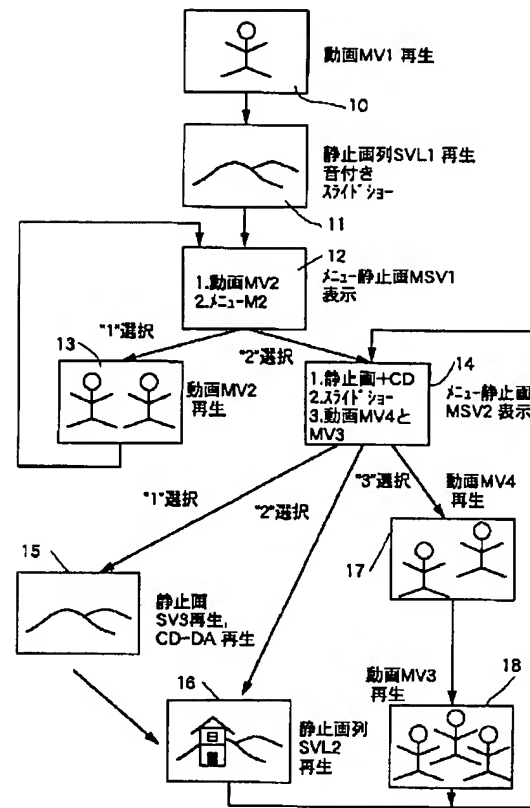 動画MV1 再生
10
静止画列SVL1 再生
音付き
スライドショー
11
12
1.動画MV2
2.メニューM2
メニュー静止画MSV1
表示
"1"選択
"2"選択
13
動画MV2
再生
14
1.静止画+CD
2.スライドショー
3.動画MV4と
MV3
メニュー静止画
MSV2 表示
"1"選択
"2"選択
"3"選択
動画MV4
再生
15
17
静止画
SV3再生,
CD-DA 再生
16
静止画列
SVL2
再生
動画MV3
再生
18